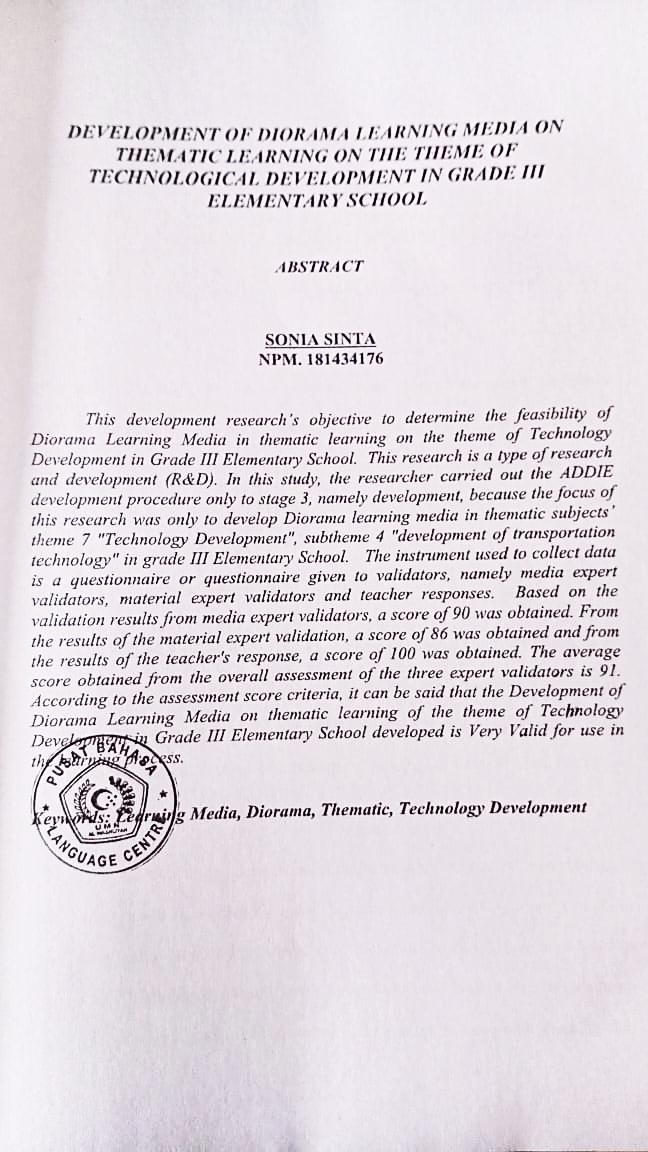 DEVELOPMENT OF DIORAMA LEARNING MEDIA ON
THEMATIC LEARNING ON THE THEME OF
TECHNOLOGICAL DEVELOPMENT IN GRADE III
ELEMENTARY SCHOOL
ABSTRACT
SONIA SINTA
NPM. 181434176
This development research's objective to determine the feasibility of
Diorama Learning Media in thematic learning on the theme of Technology
Development in Grade III Elementary School. This research is a type of research
and development (R&D). In this study, the researcher carried out the ADDIE
development procedure only to stage 3, namely development, because the focus of
this research was only to develop Diorama learning media in thematic subjects'
theme 7 "Technology Development", subtheme 4 "development of transportation
technology" in grade III Elementary School. The instrument used to collect data
is a questionnaire or questionnaire given to validators, namely media expert
validators, material expert validators and teacher responses. Based on the
validation results from media expert validators, a score of 90 was obtained. From
the results of the material expert validation, a score of 86 was obtained and from
the results of the teacher's response, a score of 100 was obtained. The average
score obtained from the overall assessment of the three expert validators is 91.
According to the assessment score criteria, it can be said that the Development of
Diorama Learning Media on thematic learning of the theme of Technology
Development in Grade III Elementary School developed is Very Valid for use in
the learning process.
Keywords: Learning Media, Diorama, Thematic, Technology Development
PUSAT BAHASA
UMN
LANGUAGE CENTRE